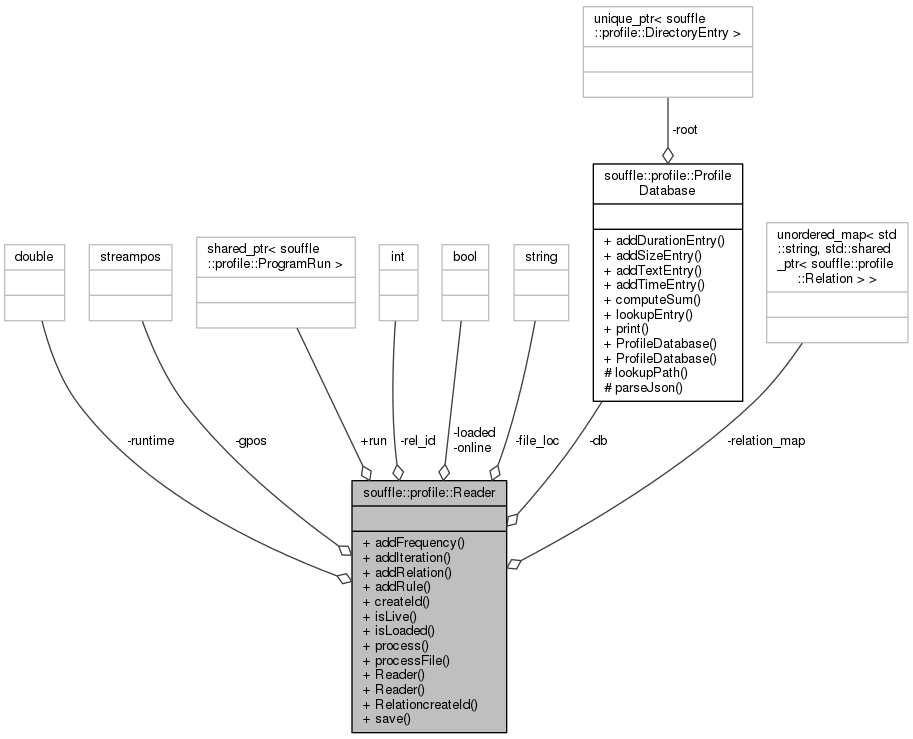 unique_ptr< souffle
::profile::DirectoryEntry >
-root
souffle::profile::Profile
Database
+ addDurationEntry()
+ addSizeEntry()
+ addTextEntry()
+ addTimeEntry()
+ computeSum()
+ lookupEntry()
+ print()
+ ProfileDatabase()
+ ProfileDatabase()
# lookupPath()
# parseJson()
double
streampos
shared_ptr< souffle
::profile::ProgramRun >
int
bool
string
unordered_map< std
::string, std::shared
_ptr< souffle::profile
::Relation > >
-runtime
-gpos
+run
-rel_id
-loaded
-online
-file_loc
-db
-relation_map
souffle::profile::Reader
+ addFrequency()
+ addIteration()
+ addRelation()
+ addRule()
+ createId()
+ isLive()
+ isLoaded()
+ process()
+ processFile()
+ Reader()
+ Reader()
+ RelationcreateId()
+ save()